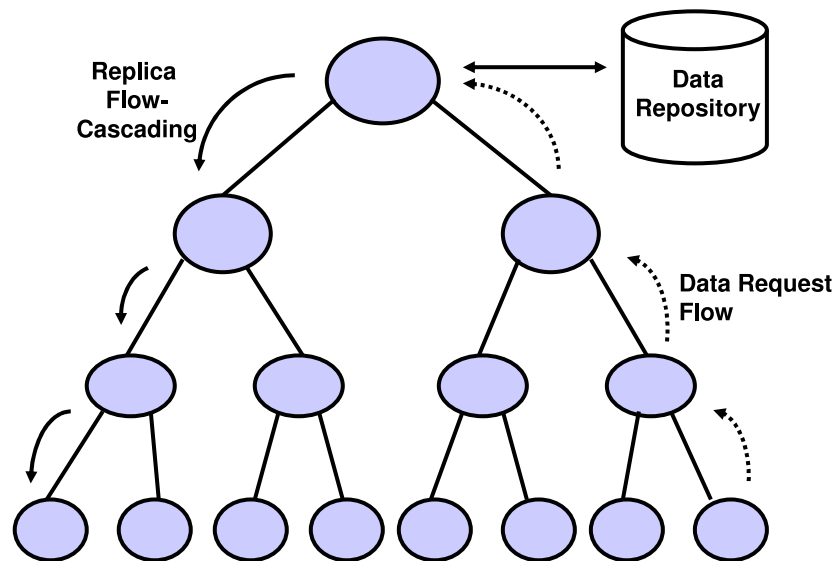 Replica
Flow-
Cascading
Data
Repository
Data Request
Flow